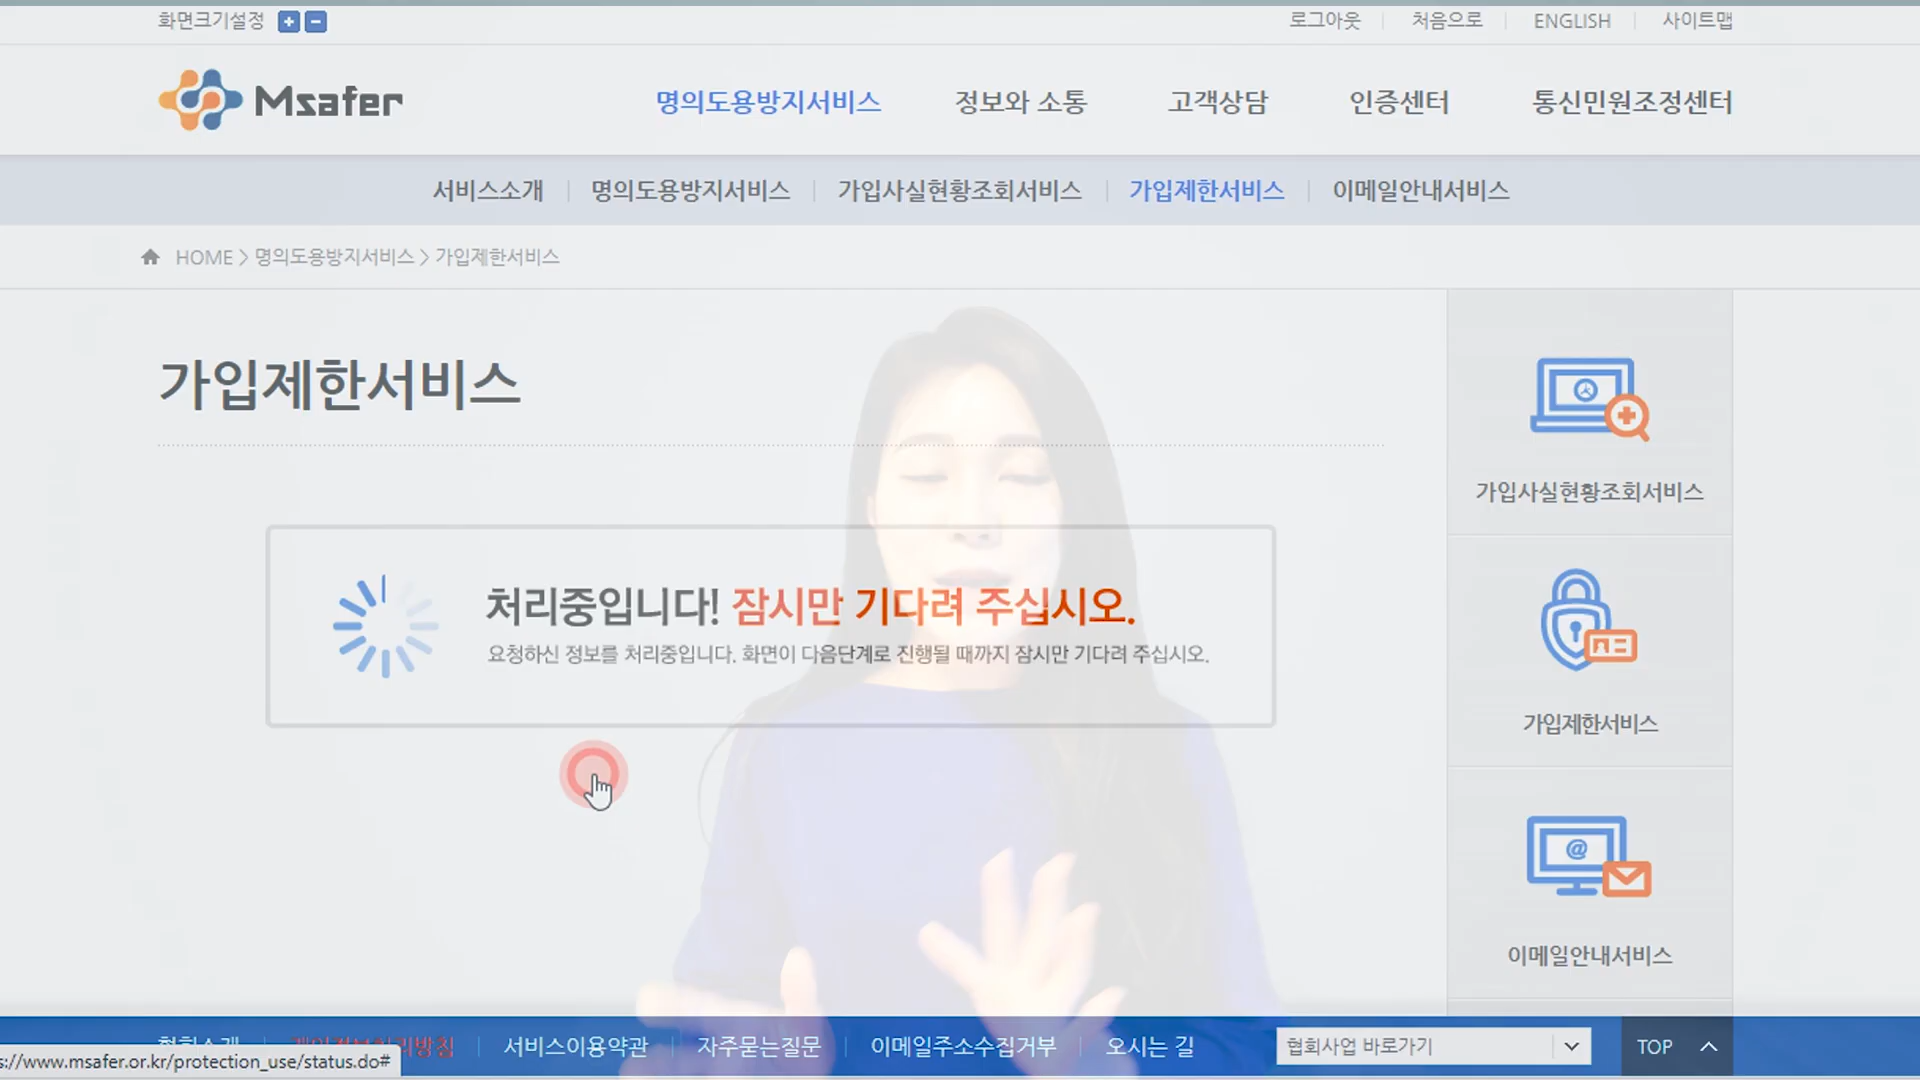 화면크기설정
로그아웃 처음으로 ENGLISH 사이트맵
Msafer
명의도용방지서비스 정보와 소통 고객상담 인증센터 통신민원조정센터
서비스소개 명의도용방지서비스 가입사실현황조회서비스 가입제한서비스 이메일안내서비스
HOME > 명의도용방지서비스 > 가입제한서비스
가입제한서비스
처리중입니다! 잠시만 기다려 주십시오.
요청하신 정보를 처리중입니다. 화면이 다음단계로 진행될 때까지 잠시만 기다려 주십시오.
가입사실현황조회서비스
가입제한서비스
이메일안내서비스
서비스이용약관 자주묻는질문 이메일주소수집거부 오시는 길 협회사업 바로가기 TOP
s://www.msafer.or.kr/protection_use/status.do#